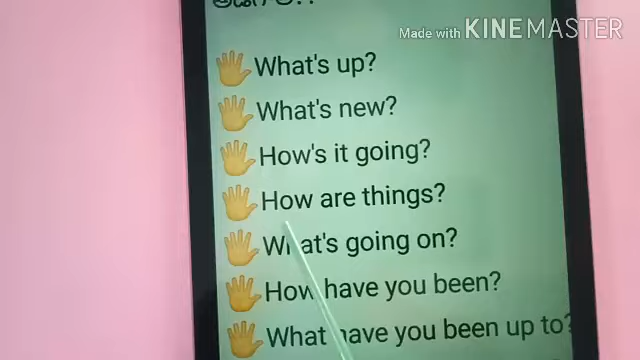 Made with KINEMASTER
What's up?
What's new?
How's it going?
How are things?
What's going on?
How have you been?
What have you been up to?